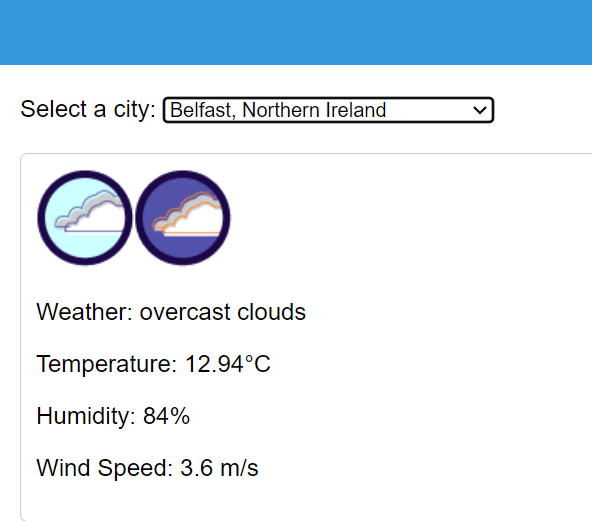 Select a city: Belfast, Northern Ireland
Weather: overcast clouds
Temperature: 12.94°C
Humidity: 84%
Wind Speed: 3.6 m/s